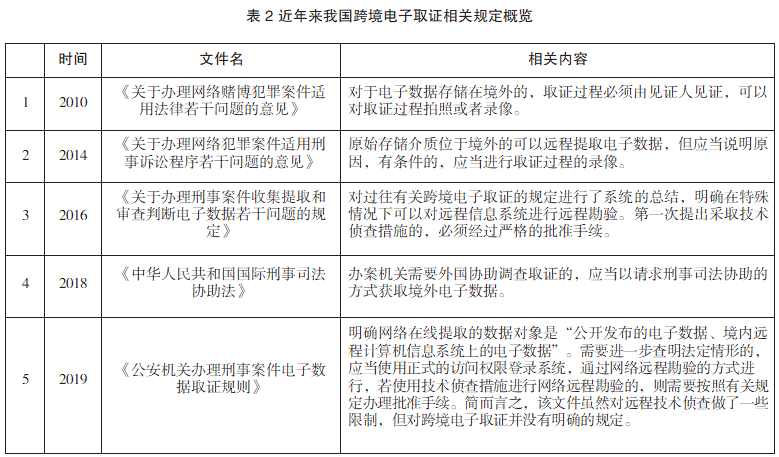 表 2 近年来我国跨境电子取证相关规定概览
时间
文件名
相关内容
1
2010
《关于办理网络赌博犯罪案件适
用法律若干问题的意见》
对于电子数据存储在境外的，取证过程必须由见证人见证，可以
对取证过程拍照或者录像。
2
2014
《关于办理网络犯罪案件适用刑
事诉讼程序若干问题的意见》
原始存储介质位于境外的可以远程提取电子数据，但应当说明原
因，有条件的，应当进行取证过程的录像。
3
2016
《关于办理刑事案件收集提取和
审查判断电子数据若干问题的规
定》
对过往有关跨境电子取证的规定进行了系统的总结，明确在特殊
情况下可以对远程信息系统进行远程勘验。第一次提出采取技术
侦查措施的，必须经过严格的批准手续。
4
2018
《中华人民共和国国际刑事司法
协助法》
办案机关需要外国协助调查取证的，应当以请求刑事司法协助的
方式获取境外电子数据。
5
2019
《公安机关办理刑事案件电子数
据取证规则》
明确网络在线提取的数据对象是“公开发布的电子数据、境内远
程计算机信息系统上的电子数据”。需要进一步查明法定情形的，
应当使用正式的访问权限登录系统，通过网络远程勘验的方式进
行，若使用技术侦查措施进行网络远程勘验的，则需要按照有关规
定办理批准手续。简而言之，该文件虽然对远程技术侦查做了一些
限制，但对跨境电子取证并没有明确的规定。